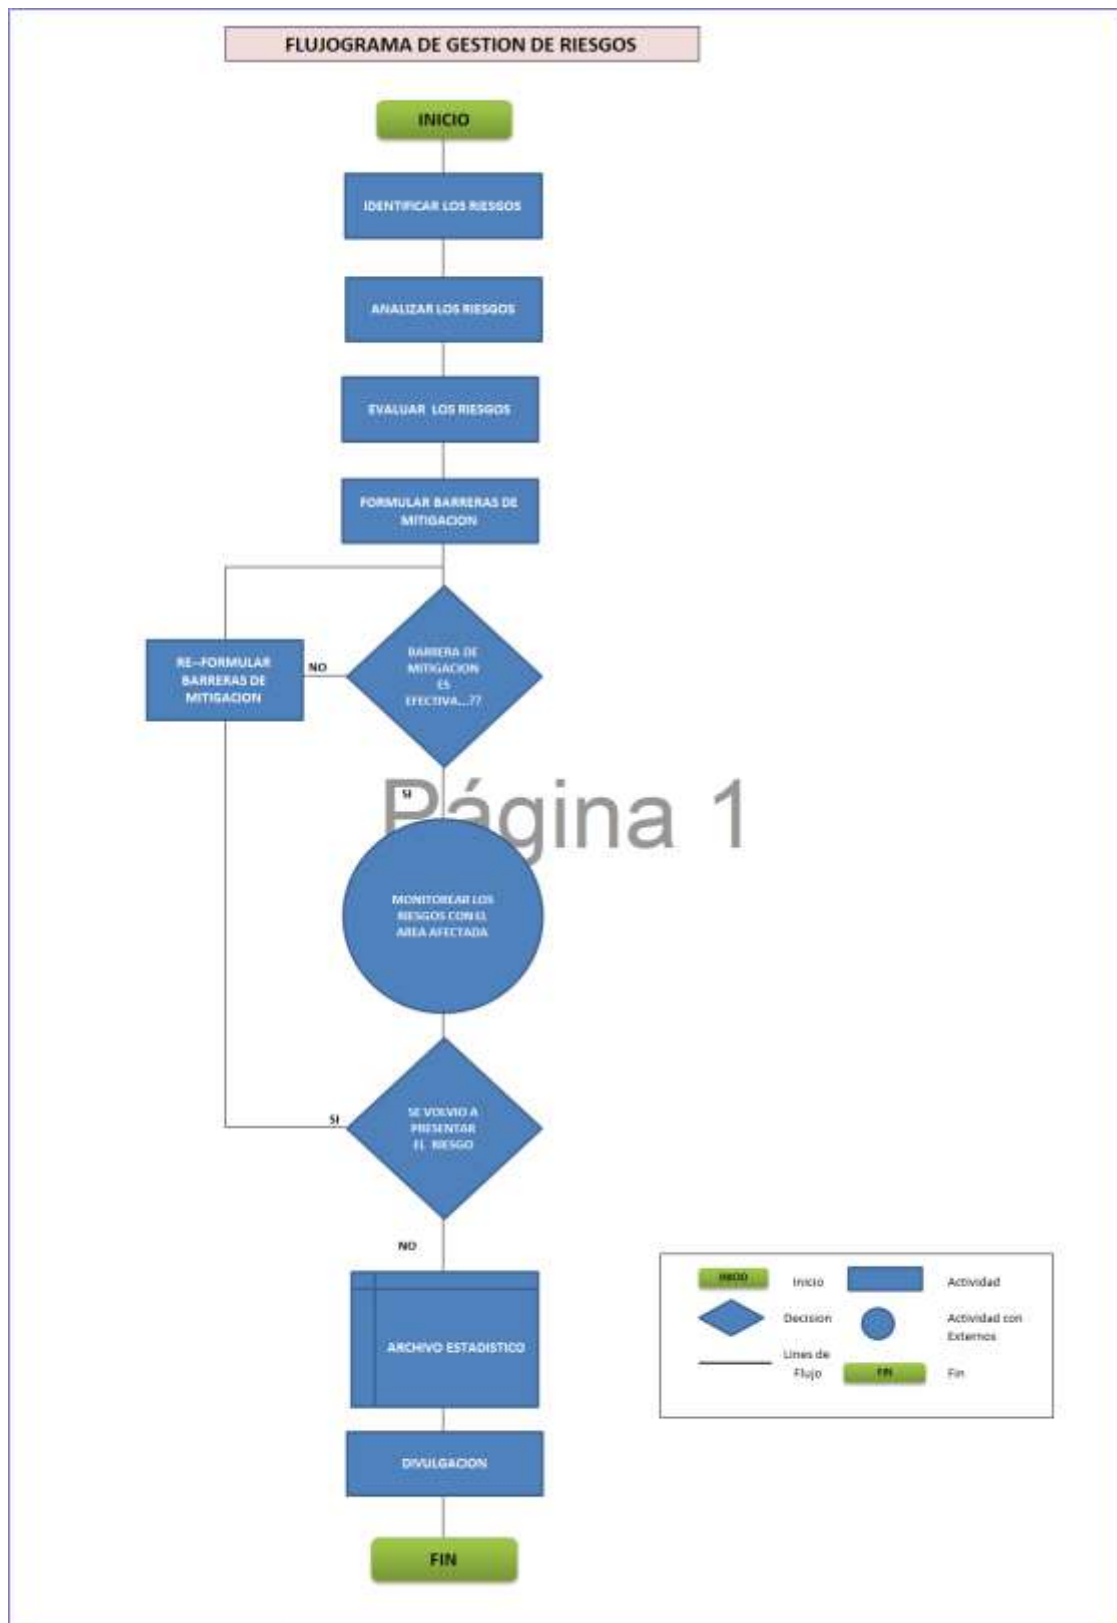 FLUJOGRAMA DE GESTION DE RIESGOS
INICIO
IDENTIFICAR LOS RIESGOS
ANALIZAR LOS RIESGOS
EVALUAR LOS RIESGOS
FORMULAR BARRERAS DE
MITIGACION
BARRERA DE
MITIGACION
ES
EFECTIVA...??
NO
RE--FORMULAR
BARRERAS DE
MITIGACION
SI
Página 1
MONITOREAR LOS
RIESGOS CON EL
AREA AFECTADA
SE VOLVIO A
PRESENTAR
EL RIESGO
SI
NO
ARCHIVO ESTADISTICO
DIVULGACION
FIN
INICIO
Inicio
Actividad
Decision
Actividad con
Externos
Lines de
Flujo
FIN
Fin